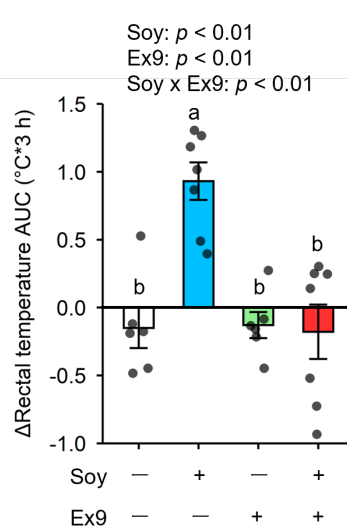 Soy: p < 0.01
Ex9: p < 0.01
Soy x Ex9: p < 0.01
ΔRectal temperature AUC (°C*3 h)
1.5
1.0
0.5
0.0
-0.5
-1.0
a
b
b
b
Soy — + — +
Ex9 — — + +